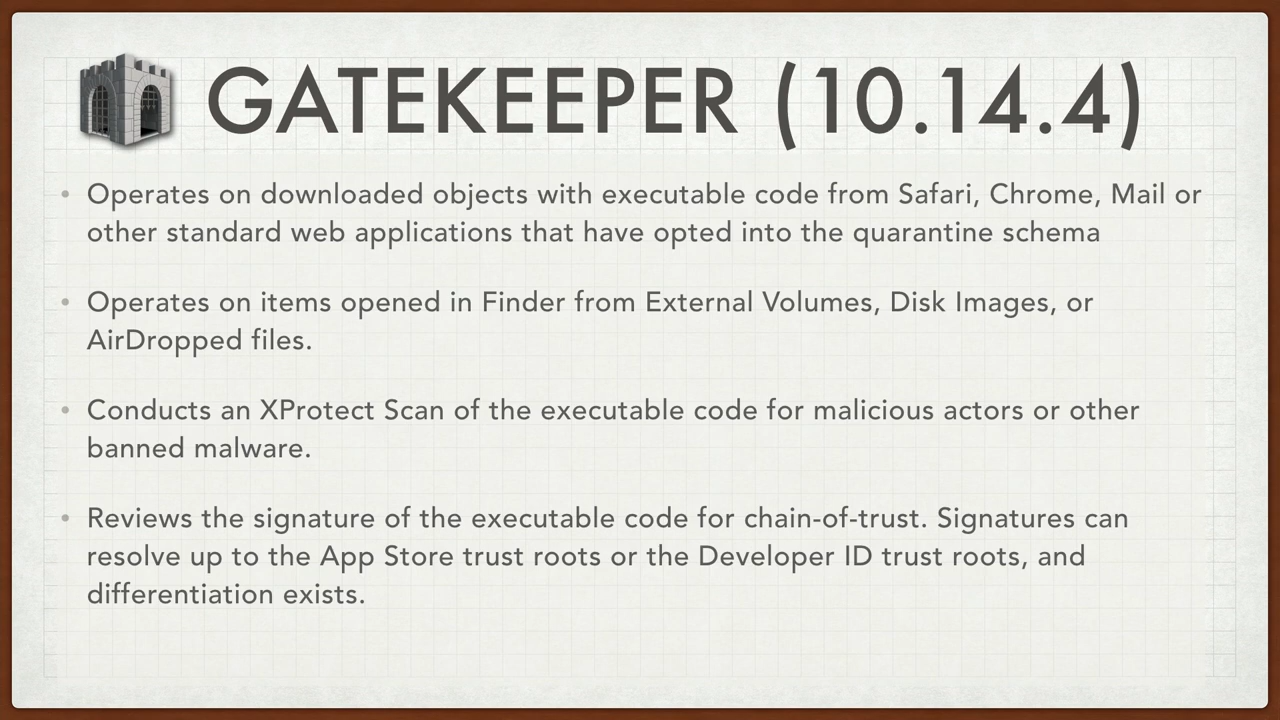 GATEKEEPER (10.14.4)
• Operates on downloaded objects with executable code from Safari, Chrome, Mail or
other standard web applications that have opted into the quarantine schema
• Operates on items opened in Finder from External Volumes, Disk Images, or
AirDropped files.
• Conducts an XProtect Scan of the executable code for malicious actors or other
banned malware.
• Reviews the signature of the executable code for chain-of-trust. Signatures can
resolve up to the App Store trust roots or the Developer ID trust roots, and
differentiation exists.